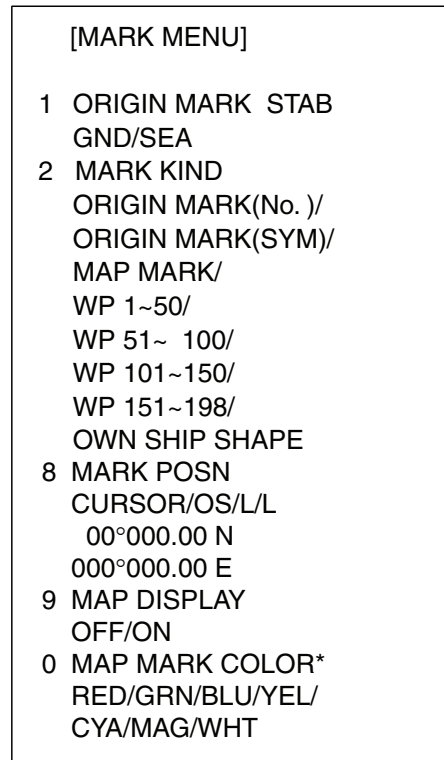 [MARK MENU]
1 ORIGIN MARK STAB
GND/SEA
2 MARK KIND
ORIGIN MARK(No. )/
ORIGIN MARK(SYM)/
MAP MARK/
WP 1~50/
WP 51~ 100/
WP 101~150/
WP 151~198/
OWN SHIP SHAPE
8 MARK POSN
CURSOR/OS/L/L
00°000.00 N
000°000.00 E
9 MAP DISPLAY
OFF/ON
0 MAP MARK COLOR*
RED/GRN/BLU/YEL/
CYA/MAG/WHT